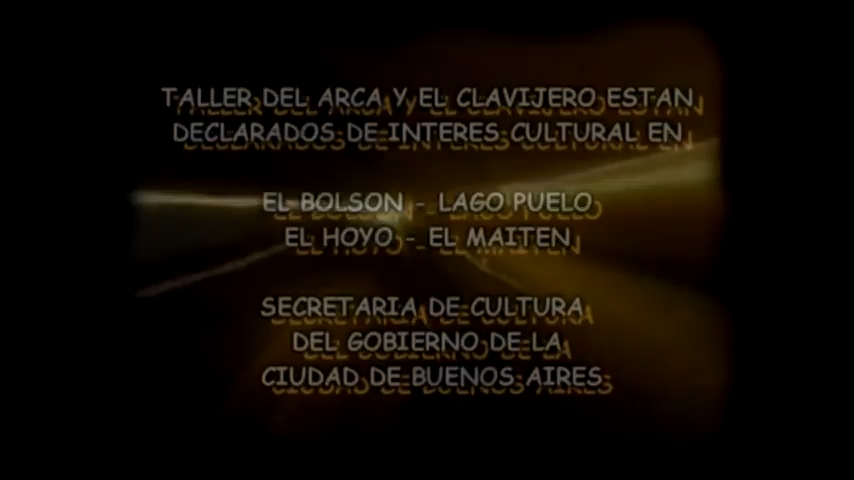 TALLER DEL ARCA Y EL CLAVIJERO ESTAN
DECLARADOS DE INTERES CULTURAL EN
EL BOLSON - LAGO PUELO
EL HOYO - EL MAITEN
SECRETARIA DE CULTURA
DEL GOBIERNO DE LA
CIUDAD DE BUENOS AIRES